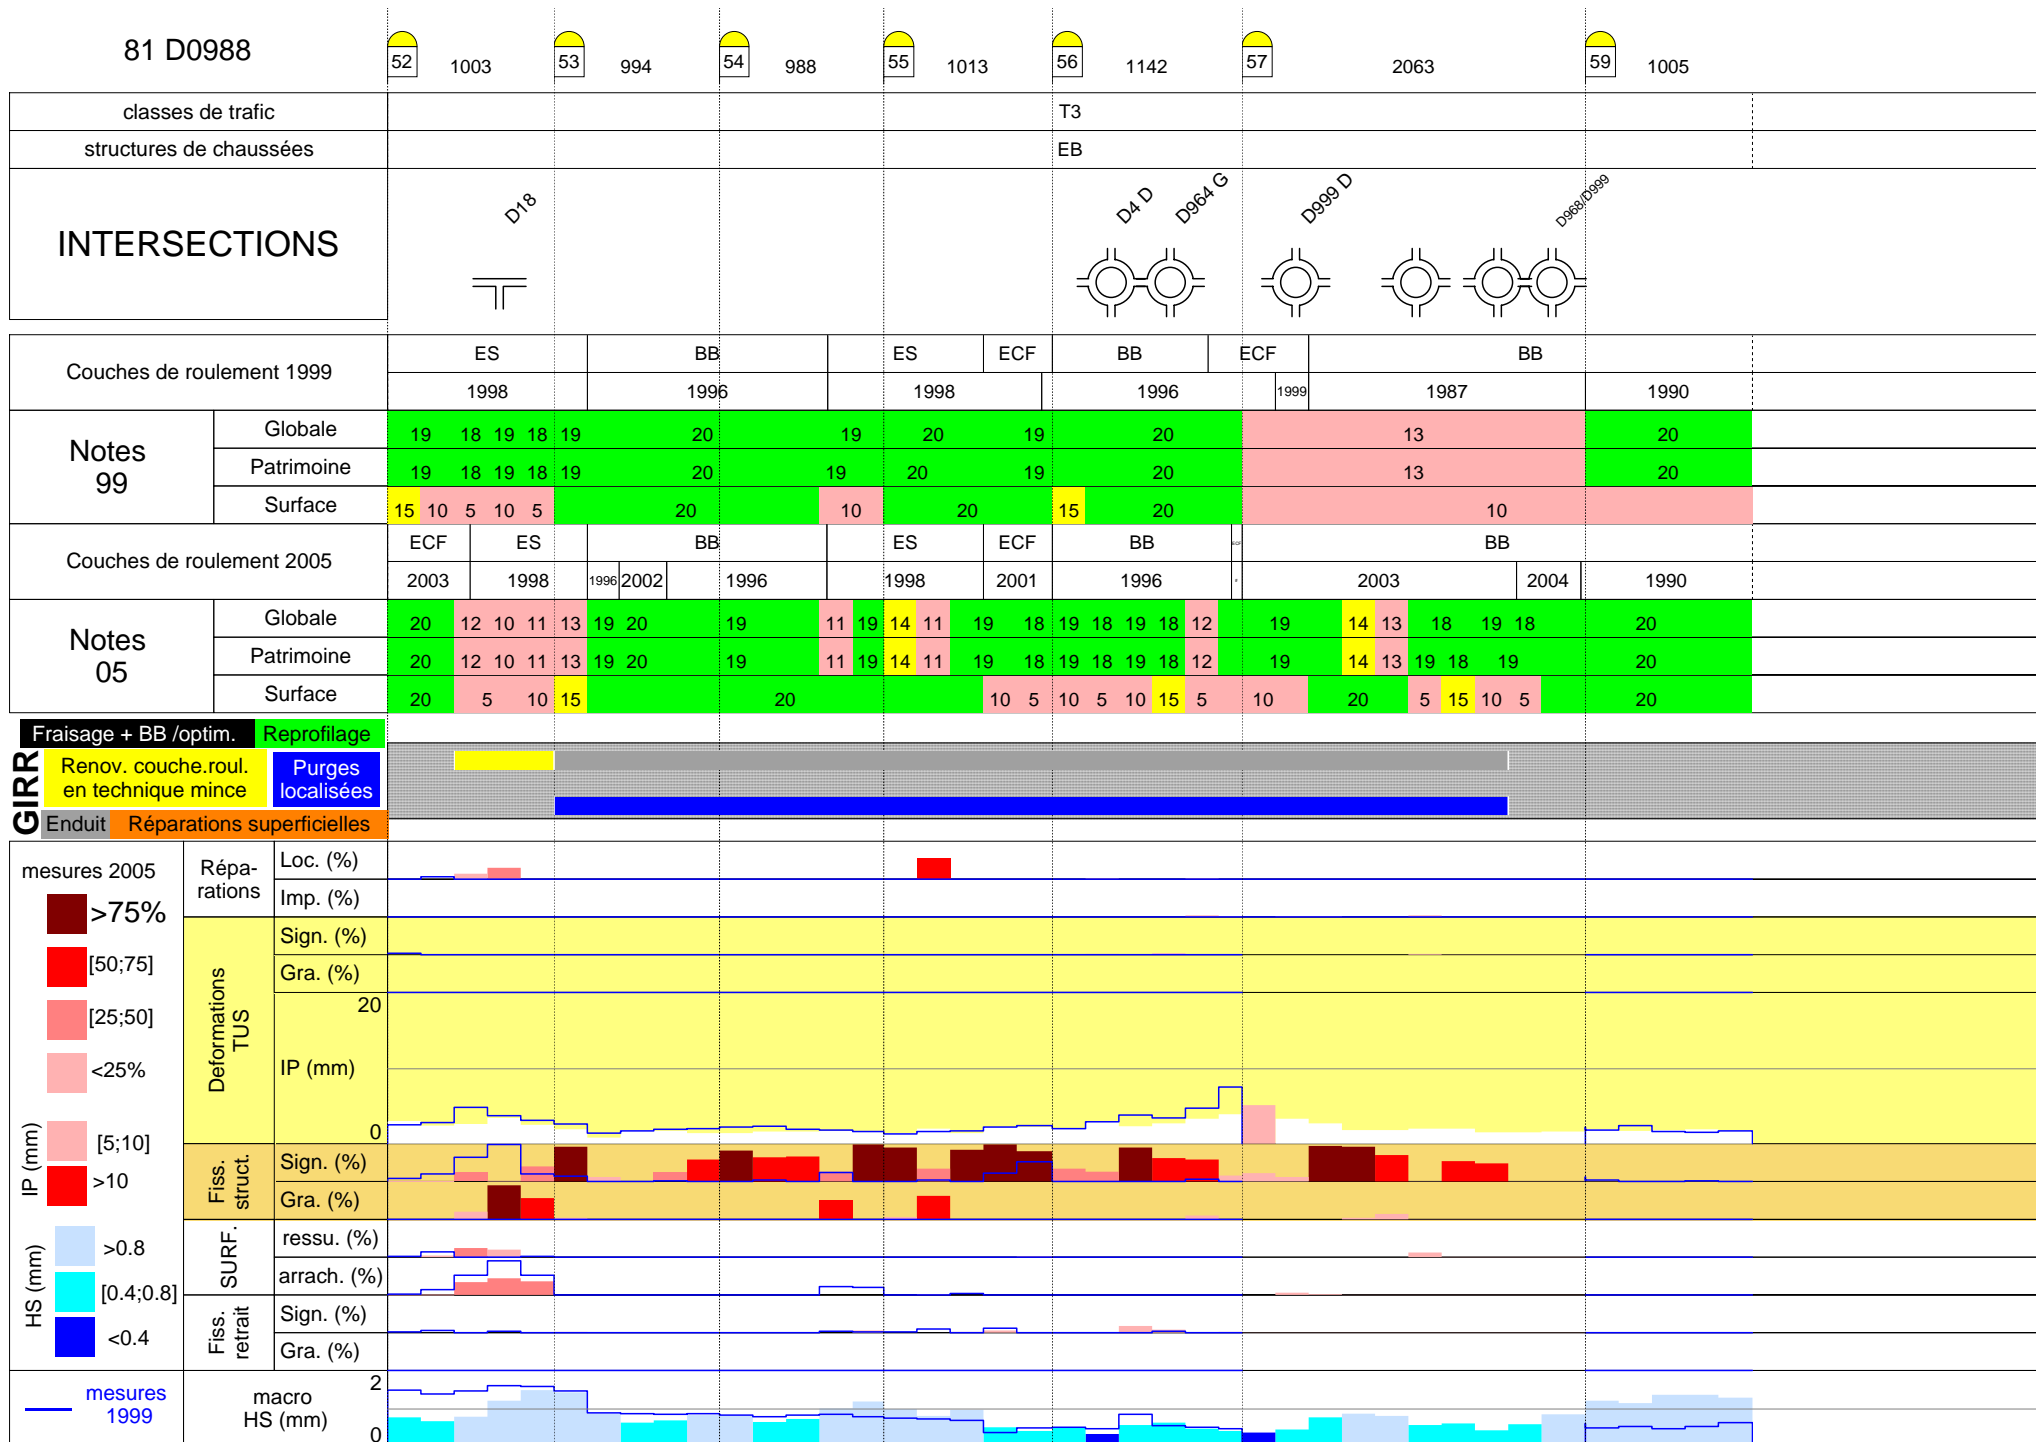 81 D0988
52 1003 53 994 54 988 55 1013 56 1142 57 2063 59 1005
classes de trafic T3
structures de chaussées EB
INTERSECTIONS D18 D4 D D964 G D999 D D968/D999
Couches de roulement 1999
ES BB ES ECF BB ECF BB
1998 1996 1998 1996 1999 1987 1990
Notes 99
Globale 19 18 19 18 19 20 19 20 19 20 13 20
Patrimoine 19 18 19 18 19 20 19 20 19 20 13 20
Surface 15 10 5 10 5 20 10 20 15 20 10
Couches de roulement 2005
ECF ES BB ES ECF BB ECF BB
2003 1998 1996 2002 1996 1998 2001 1996 2003 2004 1990
Notes 05
Globale 20 12 10 11 13 19 20 19 11 19 14 11 19 18 19 18 19 18 12 19 14 13 18 19 18 20
Patrimoine 20 12 10 11 13 19 20 19 11 19 14 11 19 18 19 18 19 18 12 19 14 13 19 18 19 20
Surface 20 5 10 15 20 10 5 10 5 10 15 5 10 20 5 15 10 5 20
GIRR
Fraisage + BB /optim. Reprofilage
Renov. couche.roul.
en technique mince
Purges
localisées
Enduit Réparations superficielles
mesures 2005
>75%
[50;75]
[25;50]
<25%
IP (mm)
[5;10]
>10
HS (mm)
>0.8
[0.4;0.8]
<0.4
mesures
1999
Répa-
rations
Loc. (%)
Imp. (%)
Deformations
TUS
Sign. (%)
Gra. (%)
20
IP (mm)
0
Fiss.
struct.
Sign. (%)
Gra. (%)
SURF.
ressu. (%)
arrach. (%)
Fiss.
retrait
Sign. (%)
Gra. (%)
macro
HS (mm)
2
0